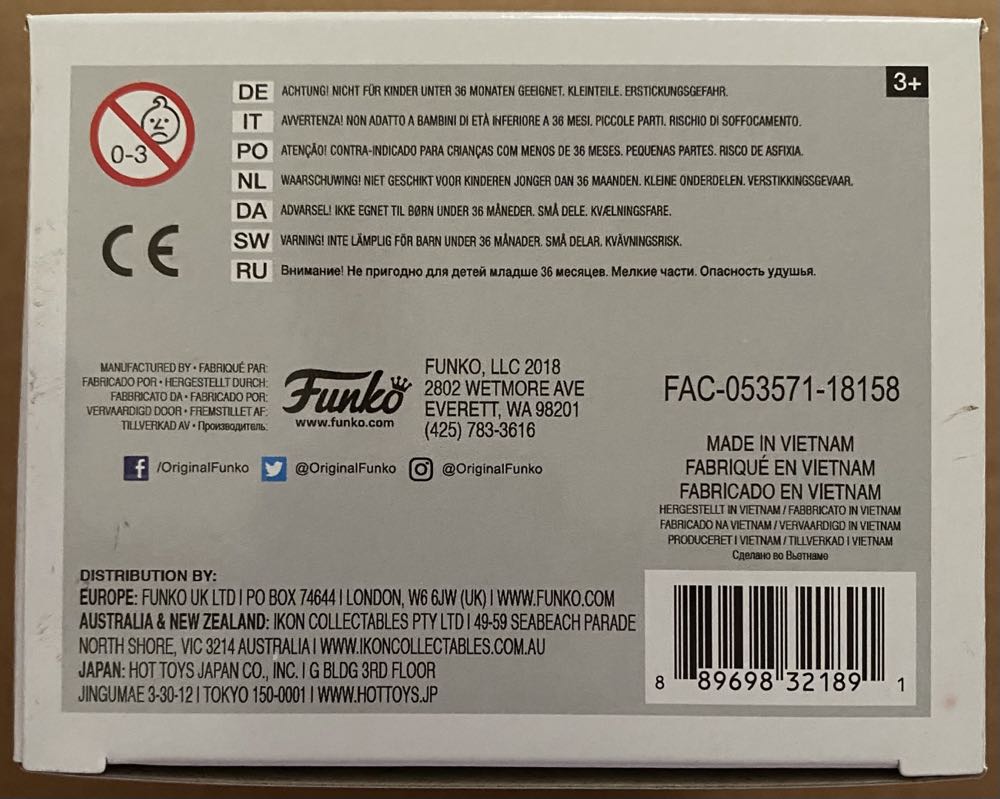 3+
0-3
DE ACHTUNG! NICHT FÜR KINDER UNTER 36 MONATEN GEEIGNET. KLEINTEILE. ERSTICKUNGSGEFAHR.
IT AVVERTENZA! NON ADATTO A BAMBINI DI ETÀ INFERIORE A 36 MESI. PICCOLE PARTI. RISCHIO DI SOFFOCAMENTO.
PO ATENÇÃO! CONTRA-INDICADO PARA CRIANÇAS COM MENOS DE 36 MESES. PEQUENAS PARTES. RISCO DE ASFIXIA.
NL WAARSCHUWING! NIET GESCHIKT VOOR KINDEREN JONGER DAN 36 MAANDEN. KLEINE ONDERDELEN. VERSTIKKINGSGEVAAR.
DA ADVARSEL! IKKE EGNET TIL BØRN UNDER 36 MÅNEDER. SMÅ DELE. KVÆLNINGSFARE.
SW VARNING! INTE LÄMPLIG FÖR BARN UNDER 36 MÅNADER. SMÅ DELAR. KVÄVNINGSRISK.
RU Внимание! Не пригодно для детей младше 36 месяцев. Мелкие части. Опасность удушья.
CE
MANUFACTURED BY • FABRIQUÉ PAR:
FABRICADO POR • HERGESTELLT DURCH:
FABBRICATO DA • FABRICADO POR:
VERVAARDIGD DOOR • FREMSTILLET AF:
TILLVERKAD AV • Производитель:
Funko
www.funko.com
FUNKO, LLC 2018
2802 WETMORE AVE
EVERETT, WA 98201
(425) 783-3616
f /OriginalFunko @OriginalFunko @OriginalFunko
FAC-053571-18158
MADE IN VIETNAM
FABRIQUÉ EN VIETNAM
FABRICADO EN VIETNAM
HERGESTELLT IN VIETNAM / FABBRICATO IN VIETNAM
FABRICADO NA VIETNAM / VERVAARDIGD IN VIETNAM
PRODUCERET I VIETNAM / TILLVERKAD I VIETNAM
Сделано во Вьетнаме
DISTRIBUTION BY:
EUROPE: FUNKO UK LTD I PO BOX 74644 I LONDON, W6 6JW (UK) I WWW.FUNKO.COM
AUSTRALIA & NEW ZEALAND: IKON COLLECTABLES PTY LTD I 49-59 SEABEACH PARADE
NORTH SHORE, VIC 3214 AUSTRALIA I WWW.IKONCOLLECTABLES.COM.AU
JAPAN: HOT TOYS JAPAN CO., INC. I G BLDG 3RD FLOOR
JINGUMAE 3-30-12 I TOKYO 150-0001 I WWW.HOTTOYS.JP
8 89698 32189 1